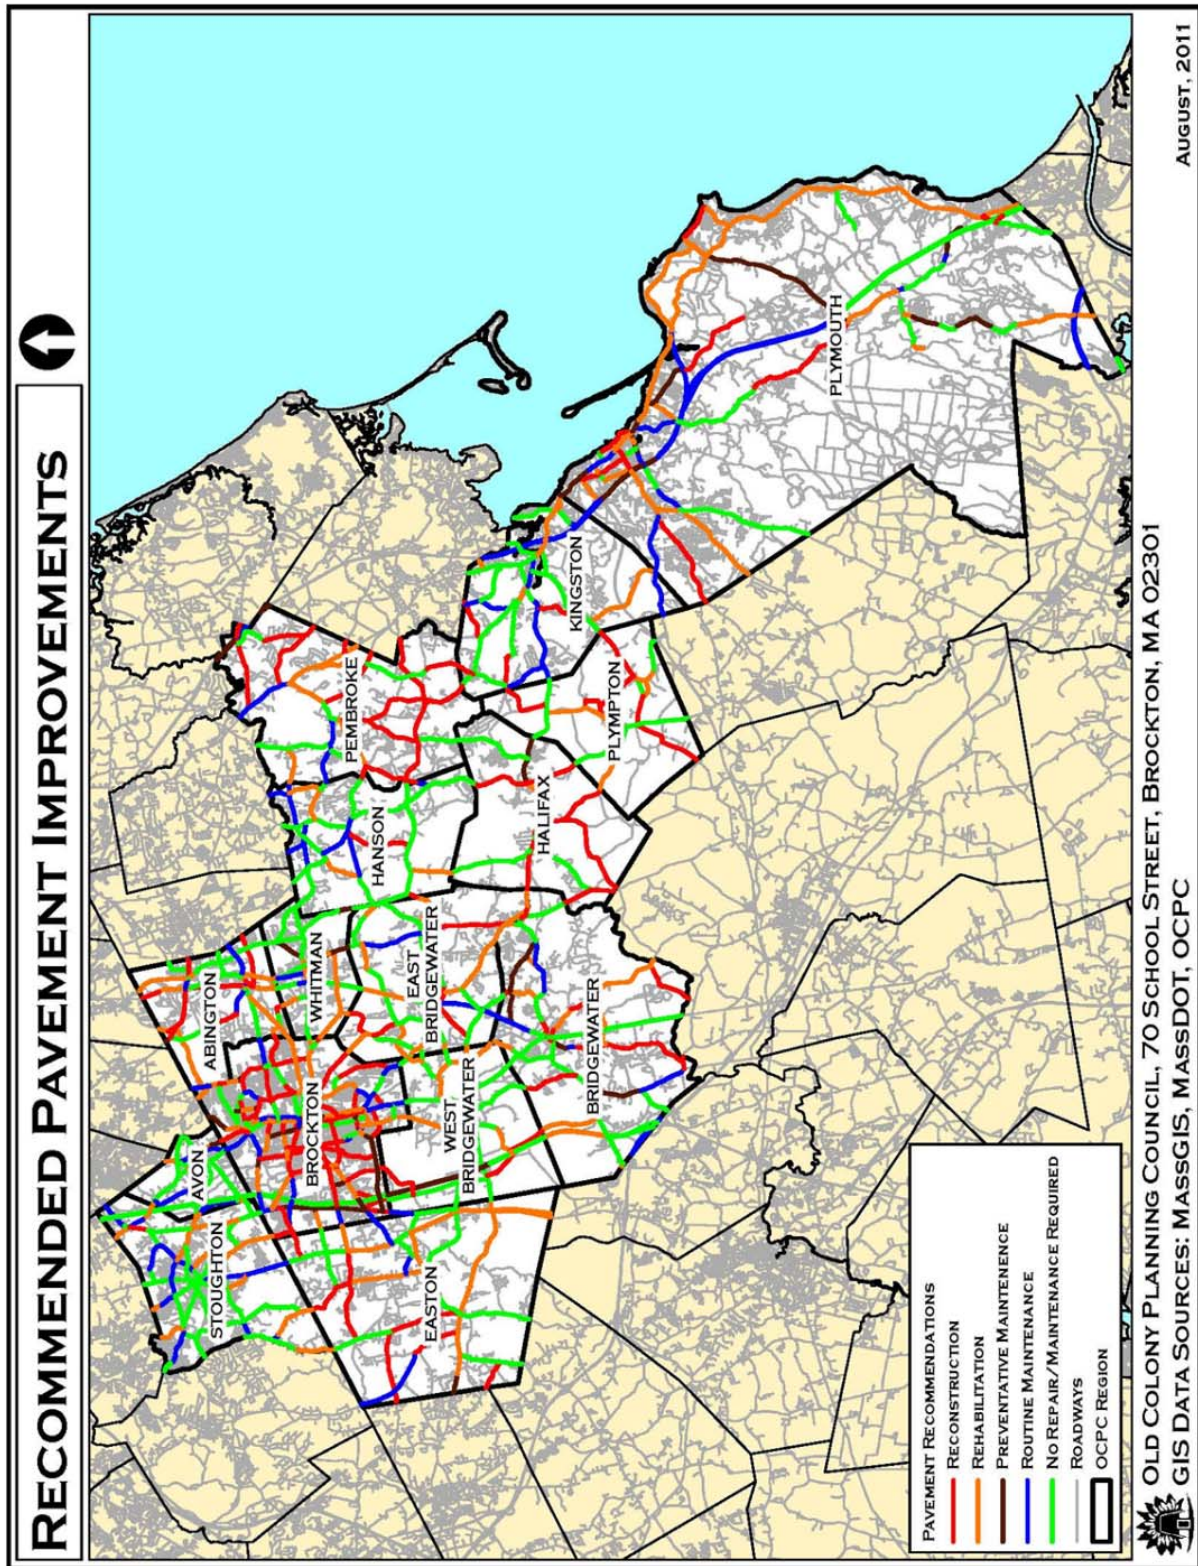 RECOMMENDED PAVEMENT IMPROVEMENTS
STOUGHTON
AVON
BROCKTON
ABINGTON
WHITMAN
EASTON
WEST
BRIDGEWATER
EAST
BRIDGEWATER
BRIDGEWATER
HANSON
PEMBROKE
HALIFAX
PLYMPTON
KINGSTON
PLYMOUTH
PAVEMENT RECOMMENDATIONS
RECONSTRUCTION
REHABILITATION
PREVENTATIVE MAINTENENCE
ROUTINE MAINTENANCE
NO REPAIR/MAINTENANCE REQUIRED
ROADWAYS
OCPC REGION
OLD COLONY PLANNING COUNCIL, 70 SCHOOL STREET, BROCKTON, MA 02301
GIS DATA SOURCES: MASSGIS, MASSDOT, OCPC
AUGUST, 2011